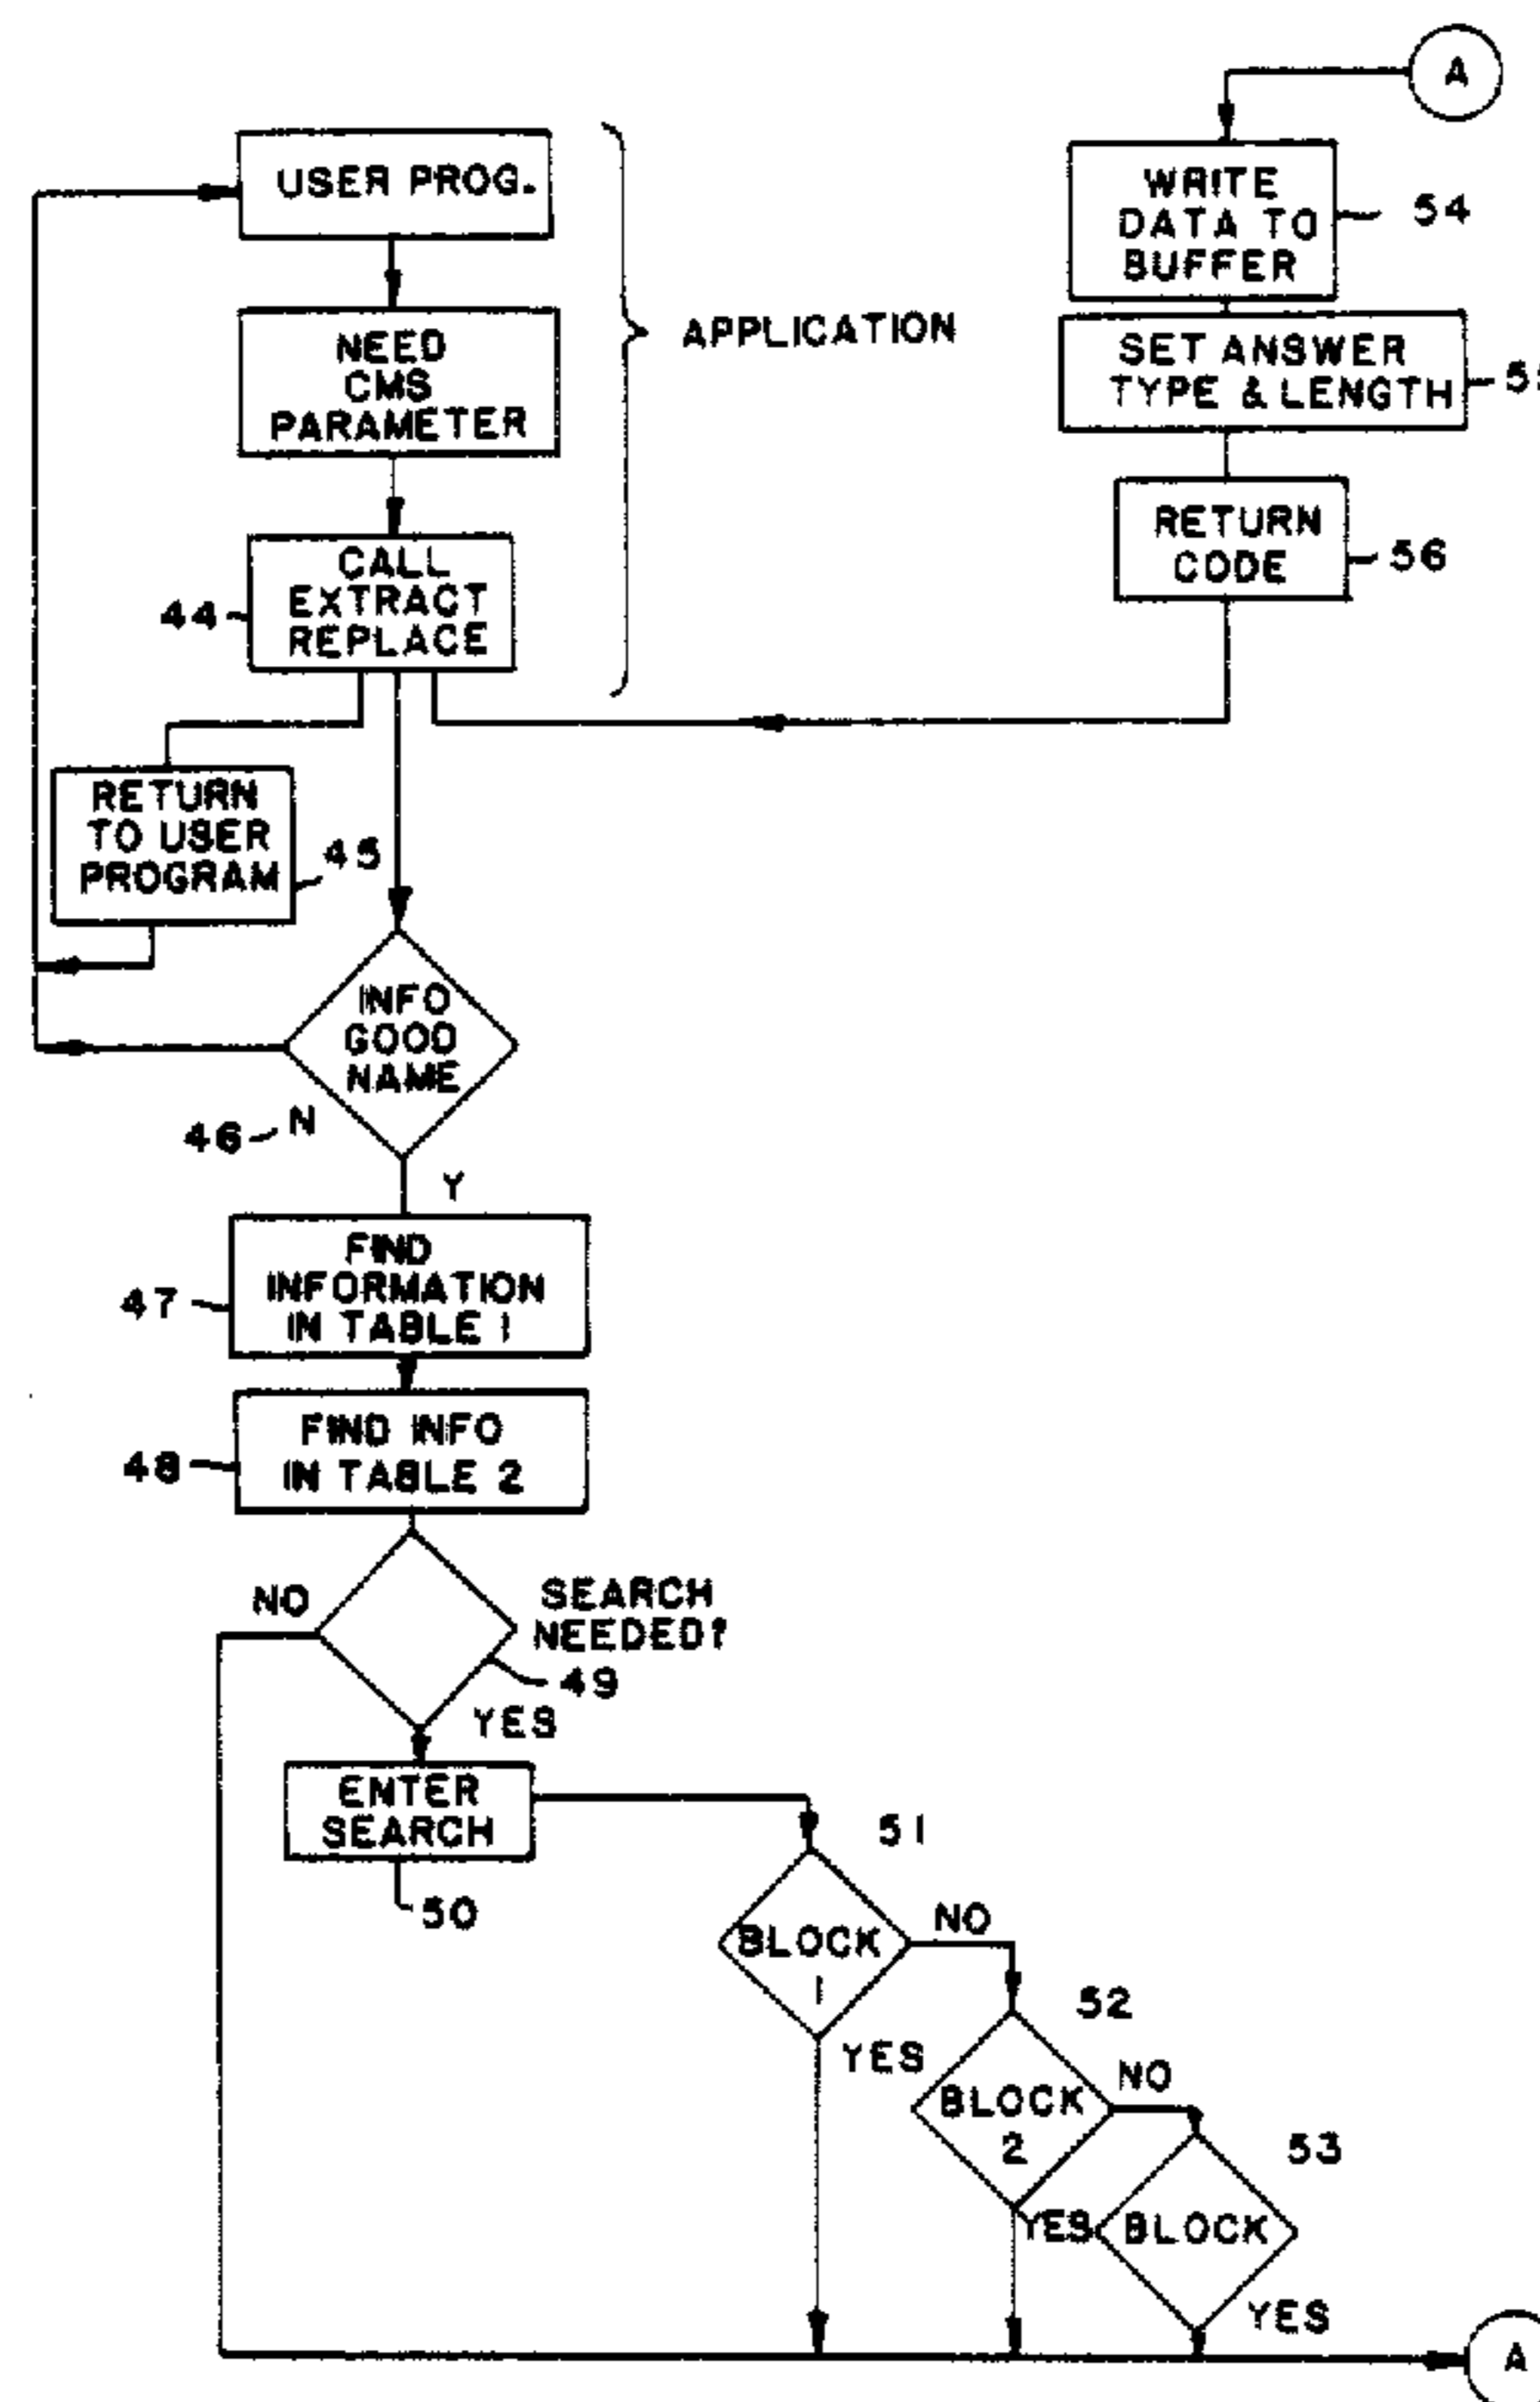 USER PROG.
NEED
CMS
PARAMETER
CALL
EXTRACT
REPLACE
44
APPLICATION
RETURN
TO USER
PROGRAM
45
INFO
GOOD
NAME
46
N
Y
FIND
INFORMATION
IN TABLE 1
47
FIND INFO
IN TABLE 2
48
NO
SEARCH
NEEDED?
49
YES
ENTER
SEARCH
50
51
BLOCK
1
NO
YES
52
BLOCK
2
NO
YES
53
BLOCK
YES
A
A
WRITE
DATA TO
BUFFER
54
SET ANSWER
TYPE & LENGTH
RETURN
CODE
56